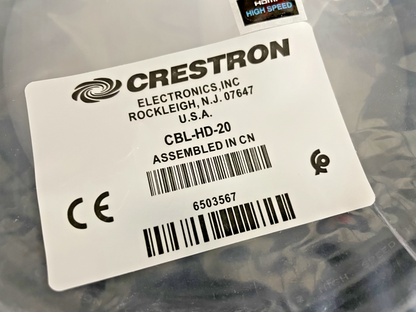 HIGH SPEED
CRESTRON
ELECTRONICS,INC
ROCKLEIGH, N.J. 07647
U.S.A.
CBL-HD-20
ASSEMBLED IN CN
CE
6503567